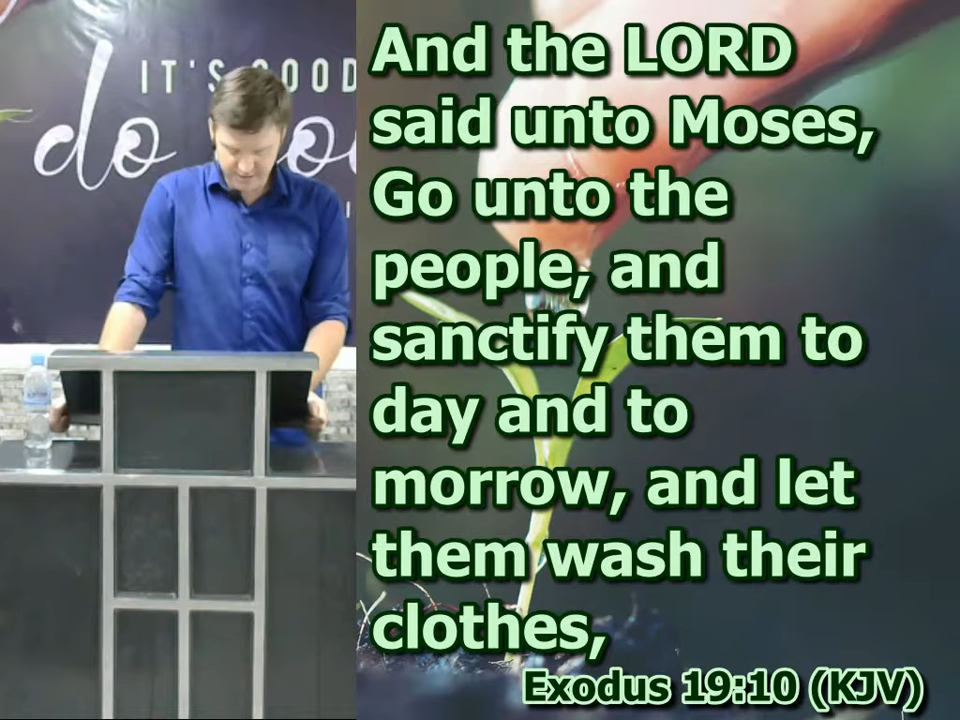 IT'S GOOD
do
And the LORD
said unto Moses,
Go unto the
people, and
sanctify them to
day and to
morrow, and let
them wash their
clothes,
Exodus 19:10 (KJV)